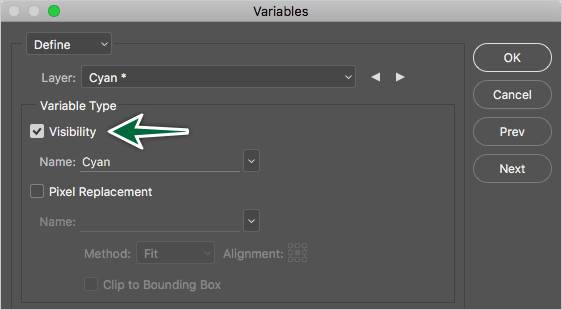 Variables
Define
OK
Layer: Cyan *
Cancel
Variable Type
Visibility
Prev
Name: Cyan
Next
Pixel Replacement
Name:
Method: Fit Alignment:
Clip to Bounding Box